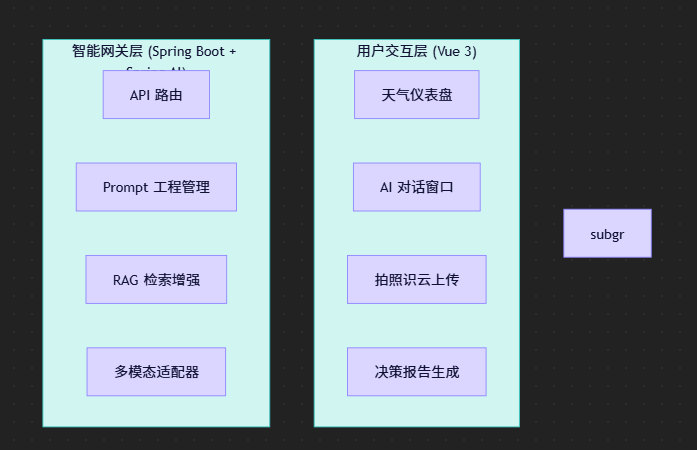 智能网关层 (Spring Boot +
API 路由
Prompt 工程管理
RAG 检索增强
多模态适配器
用户交互层 (Vue 3)
天气仪表盘
AI 对话窗口
拍照识云上传
决策报告生成
subgr